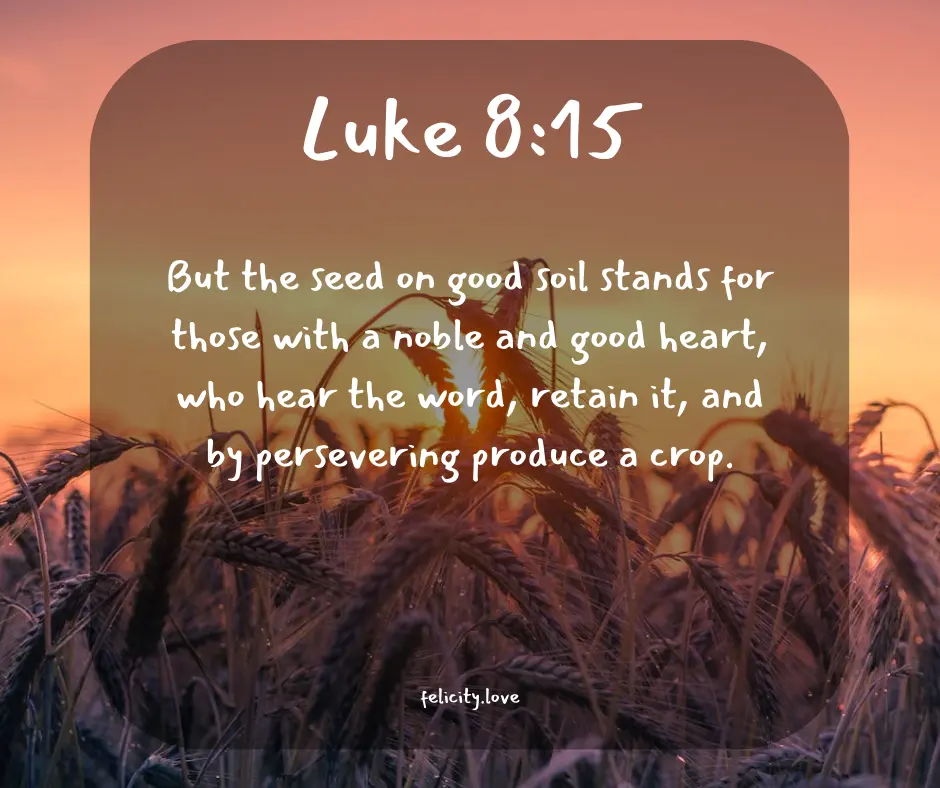 Luke 8:15
But the seed on good soil stands for
those with a noble and good heart,
who hear the word, retain it, and
by persevering produce a crop.
felicity.love